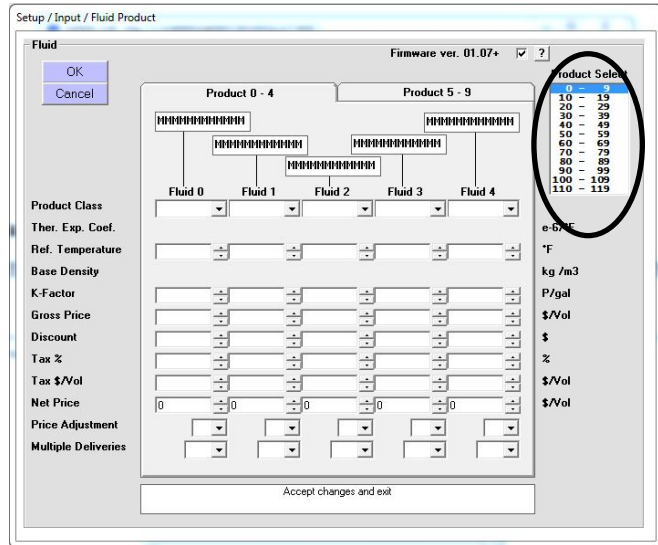 Setup / Input / Fluid Product
Fluid
Firmware ver. 01.07+ ?
OK
Cancel
Product Select
0 - 9
10 - 19
20 - 29
30 - 39
40 - 49
50 - 59
60 - 69
70 - 79
80 - 89
90 - 99
100 - 109
110 - 119
Product 0 - 4 Product 5 - 9
MMMMMMMMMMMM MMMMMMMMMMMM
MMMMMMMMMMMM MMMMMMMMMMMM
MMMMMMMMMMMM
Fluid 0 Fluid 1 Fluid 2 Fluid 3 Fluid 4
Product Class
Ther. Exp. Coef.
Ref. Temperature °F
Base Density kg /m3
K-Factor P/gal
Gross Price $/Vol
Discount $
Tax % %
Tax $/Vol $/Vol
Net Price 0 0 0 0 0 $/Vol
Price Adjustment
Multiple Deliveries
Accept changes and exit